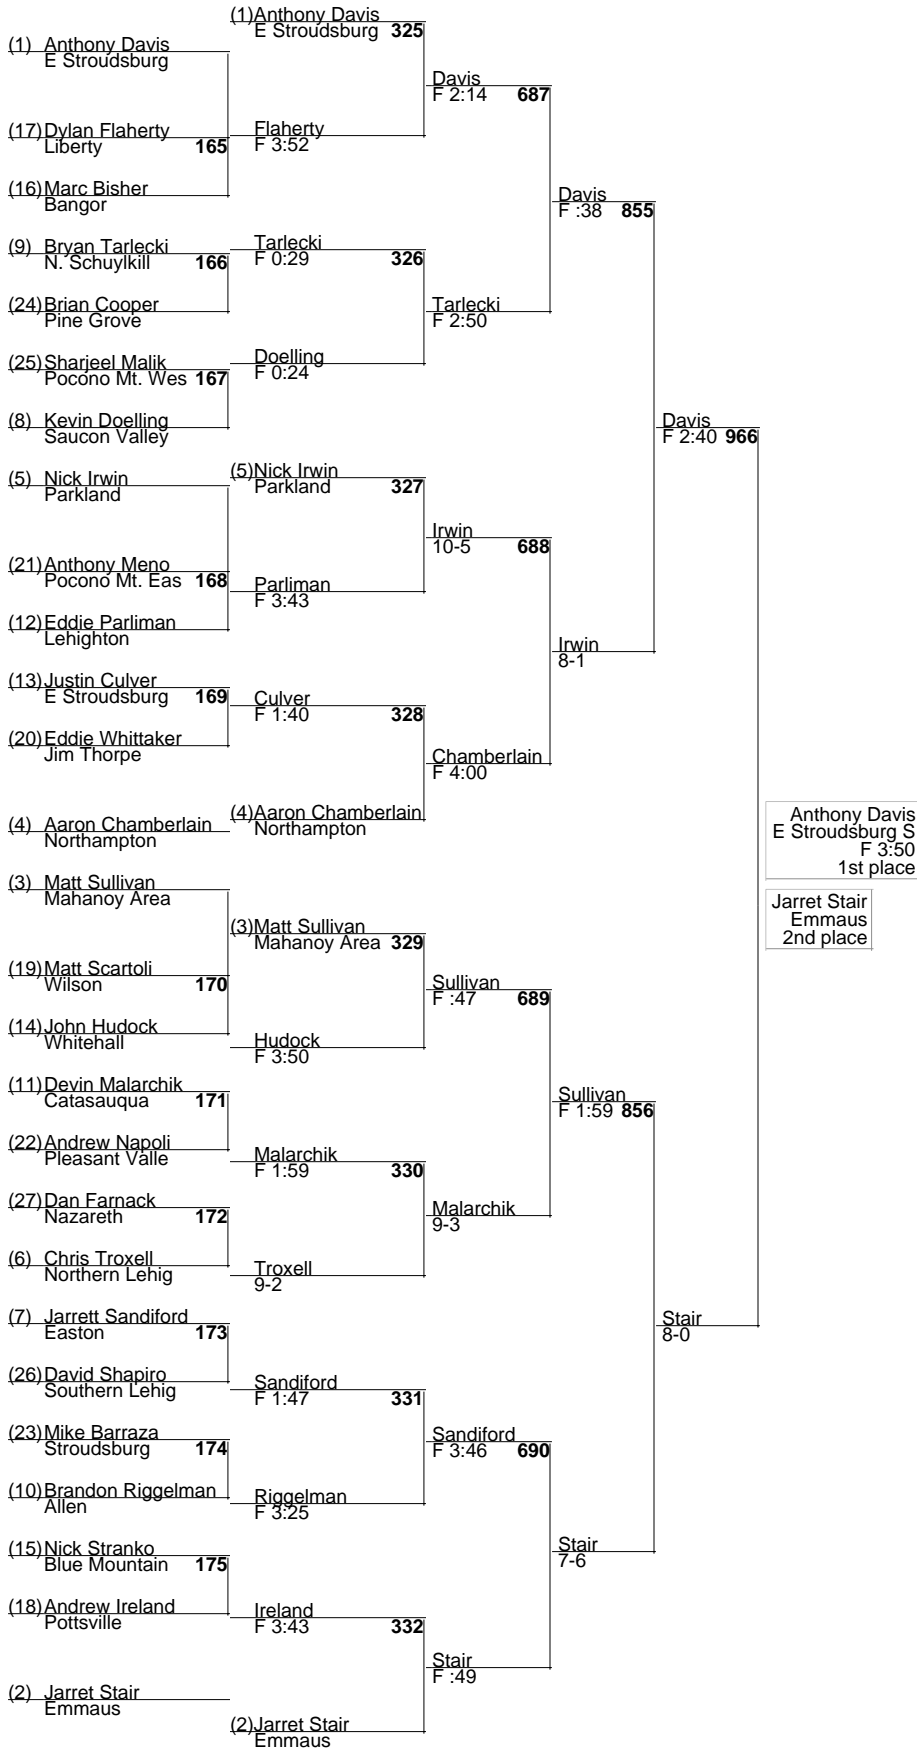 (1) Anthony Davis
E Stroudsburg
(17) Dylan Flaherty
Liberty 165
(16) Marc Bisher
Bangor
(9) Bryan Tarlecki
N. Schuylkill 166
(24) Brian Cooper
Pine Grove
(25) Sharjeel Malik
Pocono Mt. Wes 167
(8) Kevin Doelling
Saucon Valley
(5) Nick Irwin
Parkland
(21) Anthony Meno
Pocono Mt. Eas 168
(12) Eddie Parliman
Lehighton
(13) Justin Culver
E Stroudsburg 169
(20) Eddie Whittaker
Jim Thorpe
(4) Aaron Chamberlain
Northampton
(3) Matt Sullivan
Mahanoy Area
(19) Matt Scartoli
Wilson 170
(14) John Hudock
Whitehall
(11) Devin Malarchik
Catasauqua 171
(22) Andrew Napoli
Pleasant Valle
(27) Dan Farnack
Nazareth 172
(6) Chris Troxell
Northern Lehig
(7) Jarrett Sandiford
Easton 173
(26) David Shapiro
Southern Lehig
(23) Mike Barraza
Stroudsburg 174
(10) Brandon Riggelman
Allen
(15) Nick Stranko
Blue Mountain 175
(18) Andrew Ireland
Pottsville
(2) Jarret Stair
Emmaus
(1) Anthony Davis
E Stroudsburg 325
Flaherty
F 3:52
Tarlecki
F 0:29 326
Doelling
F 0:24
(5) Nick Irwin
Parkland 327
Parliman
F 3:43
Culver
F 1:40 328
(4) Aaron Chamberlain
Northampton
(3) Matt Sullivan
Mahanoy Area 329
Hudock
F 3:50
Malarchik
F 1:59 330
Troxell
9-2
Sandiford
F 1:47 331
Riggelman
F 3:25
Ireland
F 3:43 332
(2) Jarret Stair
Emmaus
Davis
F 2:14 687
Tarlecki
F 2:50
Irwin
10-5 688
Chamberlain
F 4:00
Sullivan
F :47 689
Malarchik
9-3
Sandiford
F 3:46 690
Stair
F :49
Davis
F :38 855
Irwin
8-1
Sullivan
F 1:59 856
Stair
7-6
Davis
F 2:40 966
Stair
8-0
Anthony Davis
E Stroudsburg S
F 3:50
1st place
Jarret Stair
Emmaus
2nd place